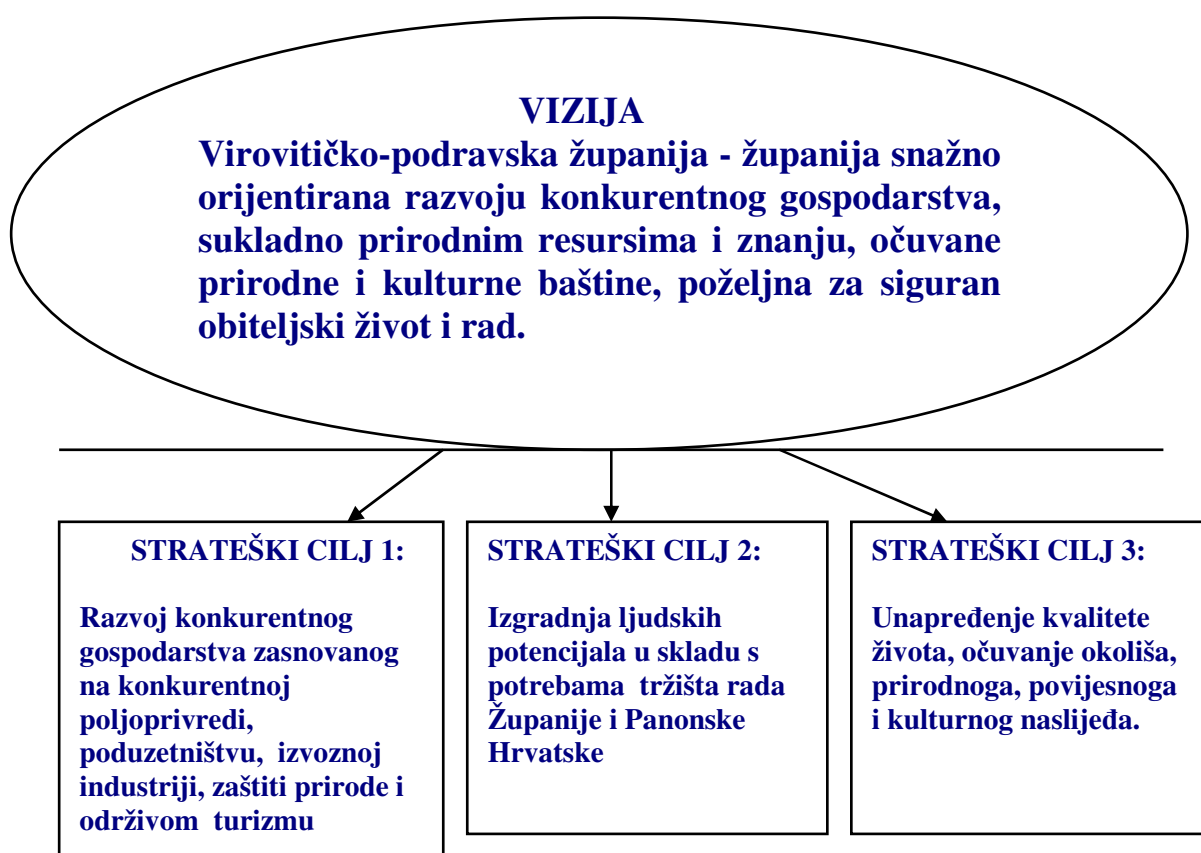 VIZIJA
Virovitičko-podravska županija - županija snažno
orijentirana razvoju konkurentnog gospodarstva,
sukladno prirodnim resursima i znanju, očuvane
prirodne i kulturne baštine, poželjna za siguran
obiteljski život i rad.
STRATEŠKI CILJ 1:
Razvoj konkurentnog
gospodarstva zasnovanog
na konkurentnoj
poljoprivredi,
poduzetništvu, izvoznoj
industriji, zaštiti prirode i
održivom turizmu
STRATEŠKI CILJ 2:
Izgradnja ljudskih
potencijala u skladu s
potrebama tržišta rada
Županije i Panonske
Hrvatske
STRATEŠKI CILJ 3:
Unapređenje kvalitete
života, očuvanje okoliša,
prirodnoga, povijesnoga
i kulturnog naslijeđa.